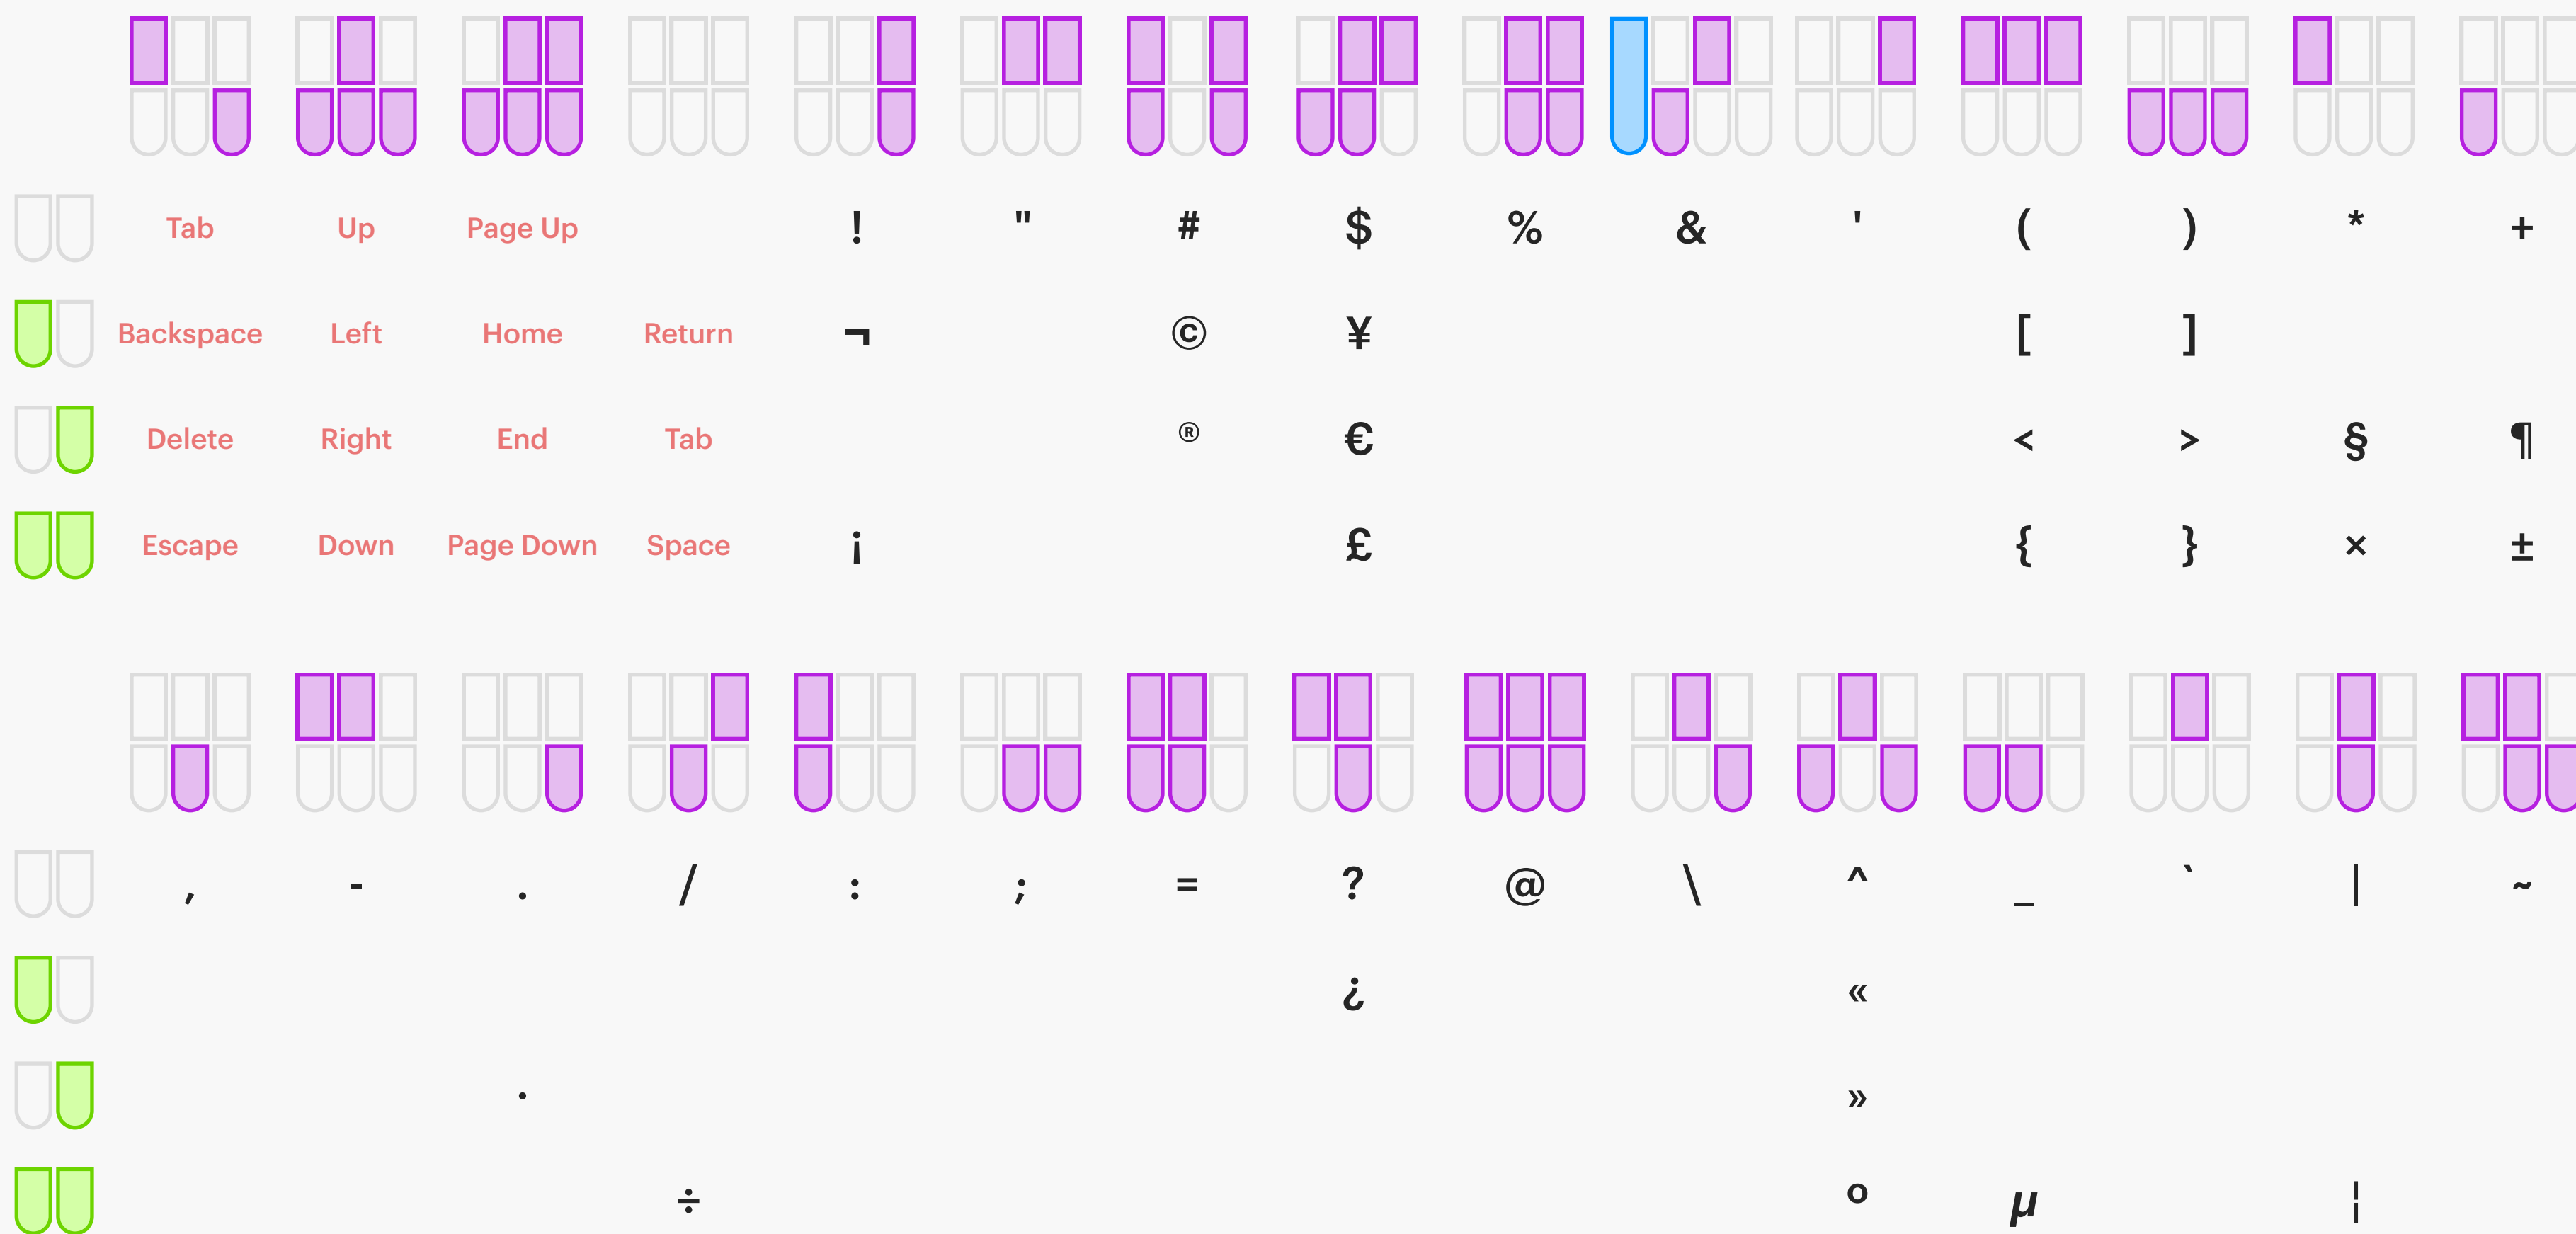 Tab Up Page Up ! " # $ % & ' ( ) * +
Backspace Left Home Return ¬ © ¥ [ ]
Delete Right End Tab ® € < > § ¶
Escape Down Page Down Space ¡ £ { } × ±
, - . / : ; = ? @ \ ^ _ ` | ~
¿ «
· »
÷ º µ ¦